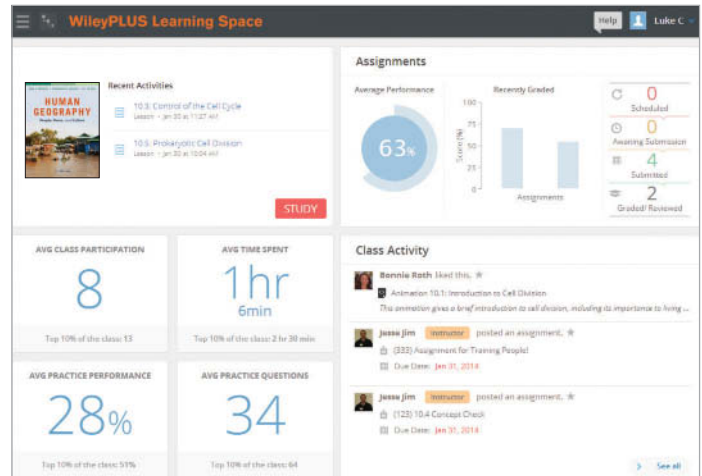 WileyPLUS Learning Space
Help
Luke C
HUMAN
GEOGRAPHY
Recent Activities
10.3: Control of the Cell Cycle
Lesson • Jan 30 at 11:27 AM
10.5: Prokaryotic Cell Division
Lesson • Jan 30 at 10:04 AM
STUDY
Assignments
Average Performance
63%
Recently Graded
Score (%)
100
75
50
25
0
Assignments
0
Scheduled
0
Awaiting Submission
4
Submitted
2
Graded/ Reviewed
AVG CLASS PARTICIPATION
8
Top 10% of the class: 13
AVG TIME SPENT
1hr
6min
Top 10% of the class: 2 hr 30 min
AVG PRACTICE PERFORMANCE
28%
Top 10% of the class: 51%
AVG PRACTICE QUESTIONS
34
Top 10% of the class: 64
Class Activity
Bonnie Roth liked this.
Animation 10.1: Introduction to Cell Division
This animation gives a brief introduction to cell division, including its importance to living ...
Jesse Jim Instructor posted an assignment.
(333) Assignment for Training People!
Due Date: Jan 31, 2014
Jesse Jim Instructor posted an assignment.
(123) 10.4 Concept Check
Due Date: Jan 31, 2014
See all